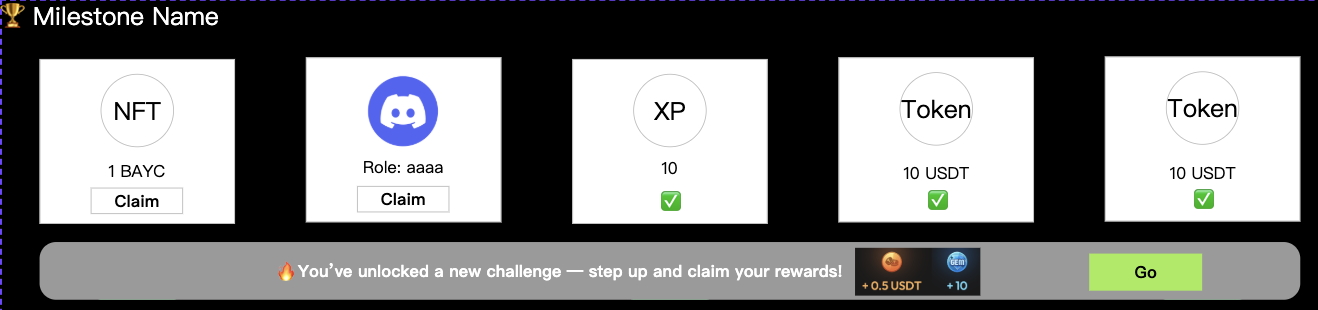 🏆 Milestone Name
NFT
1 BAYC
Claim
Role: aaaa
Claim
XP
10
✅
Token
10 USDT
✅
Token
10 USDT
✅
🔥You've unlocked a new challenge — step up and claim your rewards!
GEM
+ 0.5 USDT
+ 10
Go